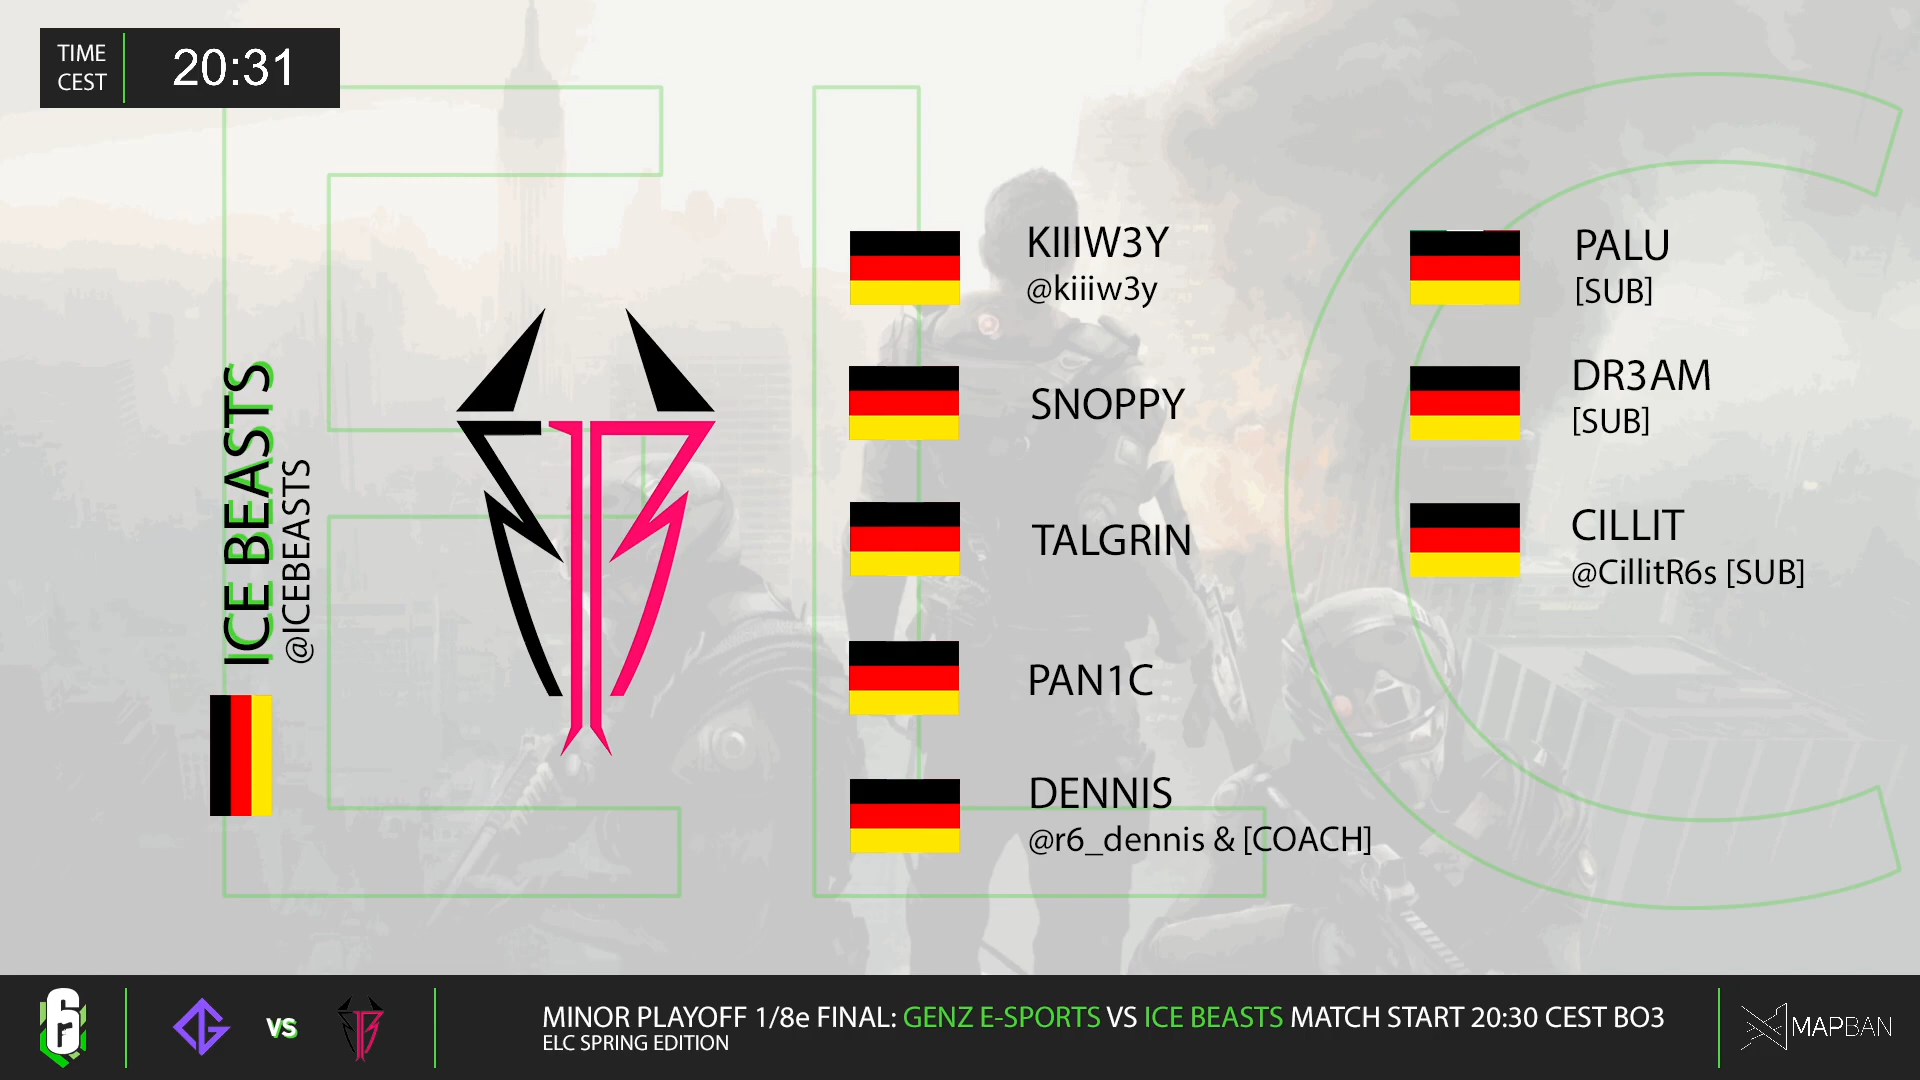 TIME
CEST
20:31
ELC
ICE BEASTS
@ICEBEASTS
KIIIW3Y
@kiiiw3y
SNOPPY
TALGRIN
PAN1C
DENNIS
@r6_dennis & [COACH]
PALU
[SUB]
DR3AM
[SUB]
CILLIT
@CillitR6s [SUB]
VS
MINOR PLAYOFF 1/8e FINAL: GENZ E-SPORTS VS ICE BEASTS MATCH START 20:30 CEST BO3
ELC SPRING EDITION
MAPBAN